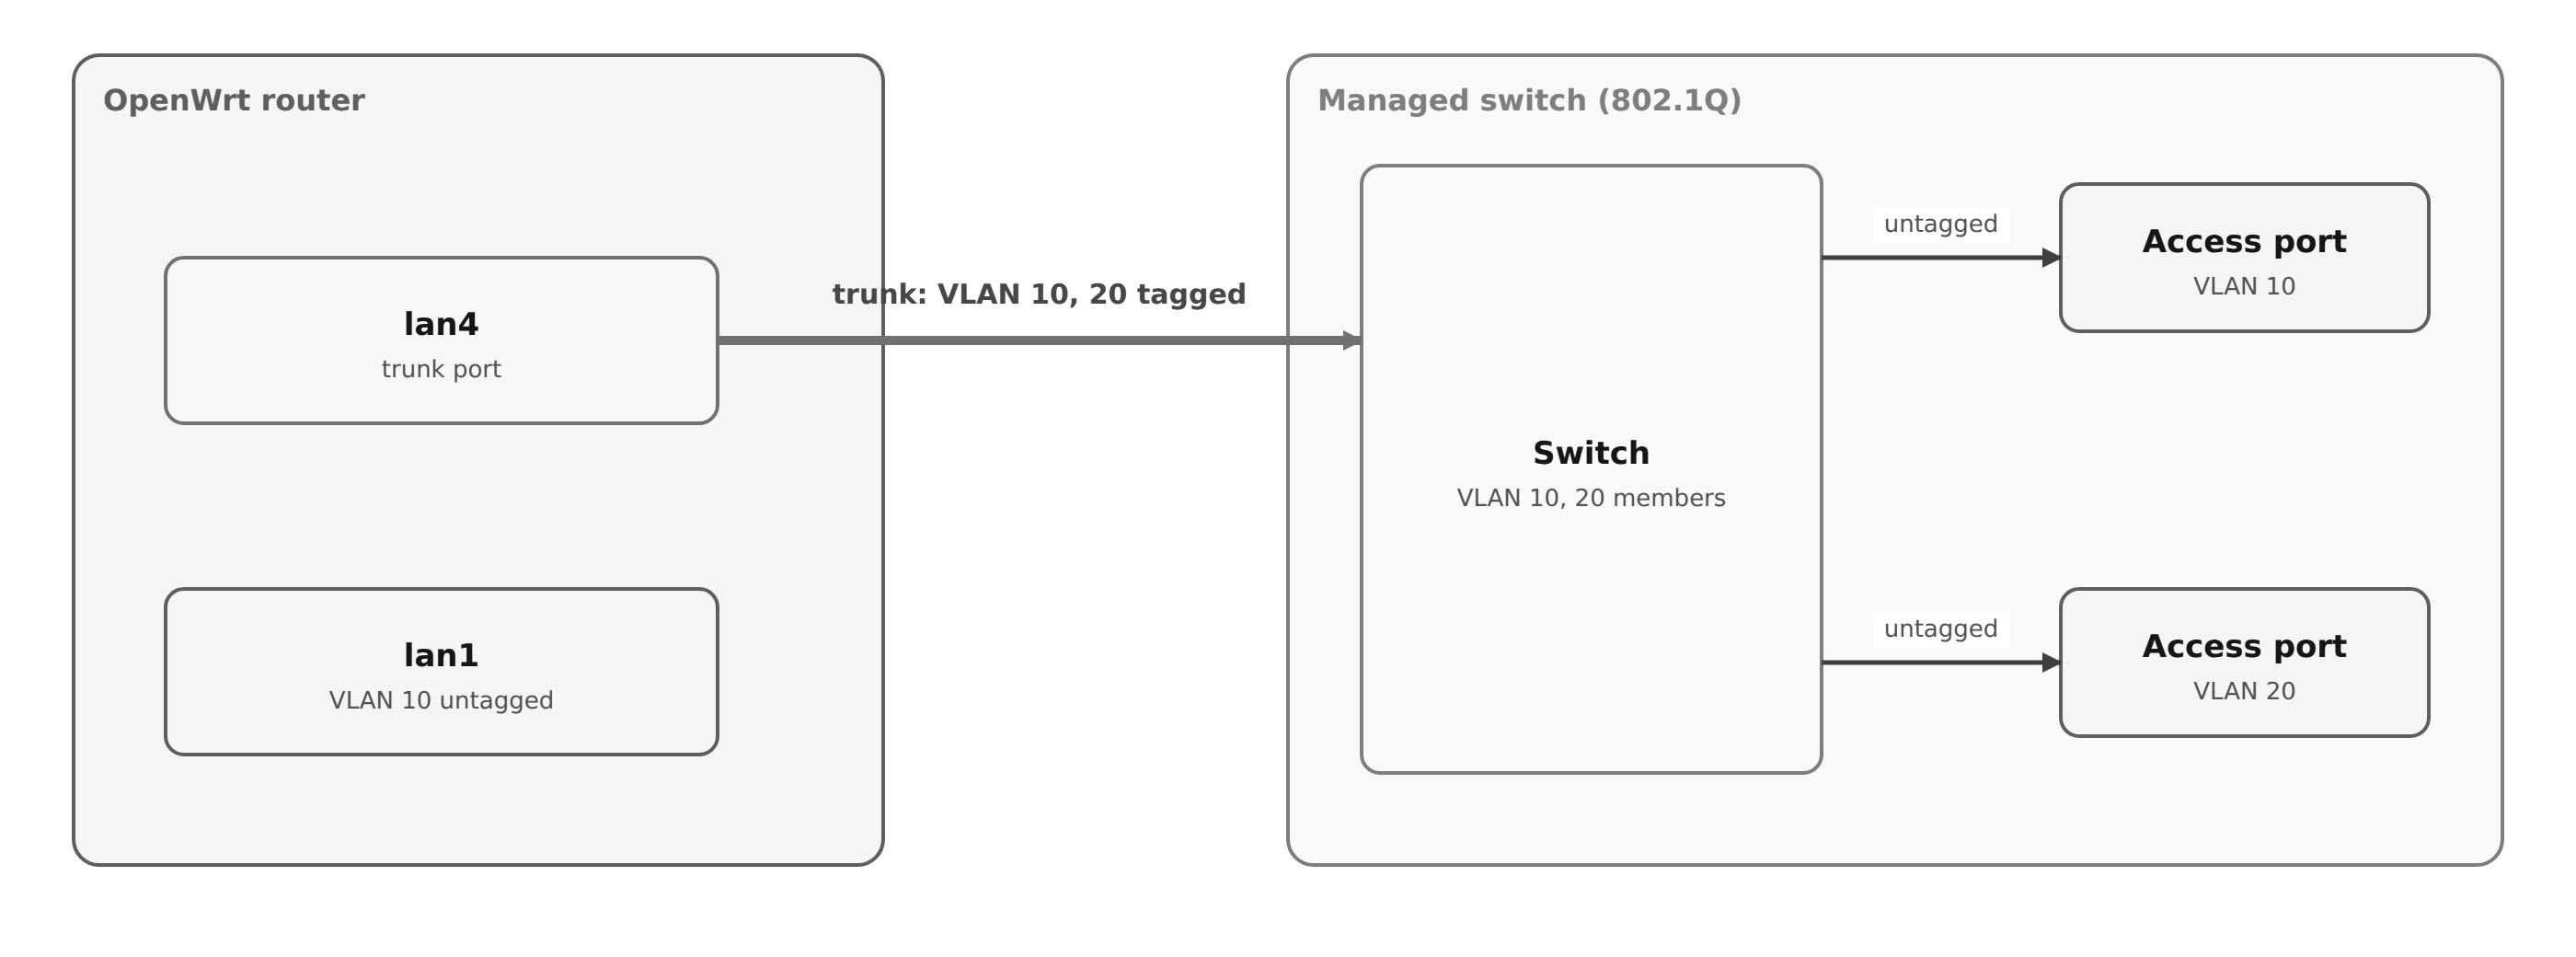 OpenWrt router
lan4
trunk port
lan1
VLAN 10 untagged
trunk: VLAN 10, 20 tagged
Managed switch (802.1Q)
Switch
VLAN 10, 20 members
untagged
Access port
VLAN 10
untagged
Access port
VLAN 20